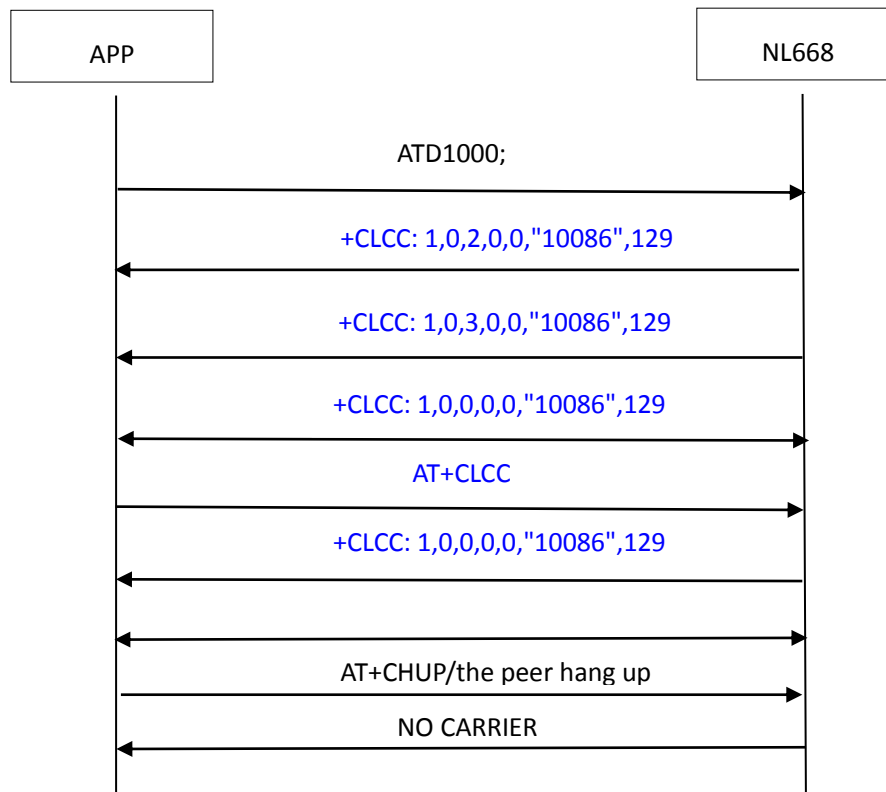 APP
NL668
ATD1000;
+CLCC: 1,0,2,0,0,"10086",129
+CLCC: 1,0,3,0,0,"10086",129
+CLCC: 1,0,0,0,0,"10086",129
AT+CLCC
+CLCC: 1,0,0,0,0,"10086",129
AT+CHUP/the peer hang up
NO CARRIER